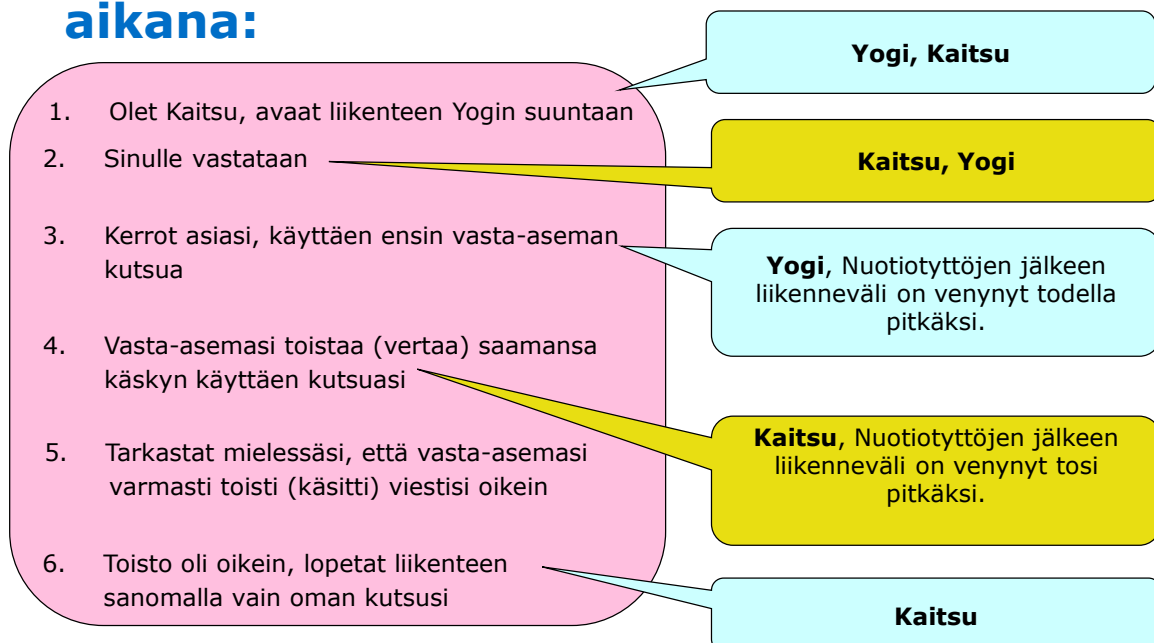 aikana:
1. Olet Kaitsu, avaat liikenteen Yogin suuntaan
Yogi, Kaitsu
2. Sinulle vastataan
Kaitsu, Yogi
3. Kerrot asiasi, käyttäen ensin vasta-aseman
kutsua
Yogi, Nuotiotyttöjen jälkeen
liikenneväli on venynyt todella
pitkäksi.
4. Vasta-asemasi toistaa (vertaa) saamansa
käskyn käyttäen kutsuasi
Kaitsu, Nuotiotyttöjen jälkeen
liikenneväli on venynyt tosi
pitkäksi.
5. Tarkastat mielessäsi, että vasta-asemasi
varmasti toisti (käsitti) viestisi oikein
6. Toisto oli oikein, lopetat liikenteen
sanomalla vain oman kutsusi
Kaitsu